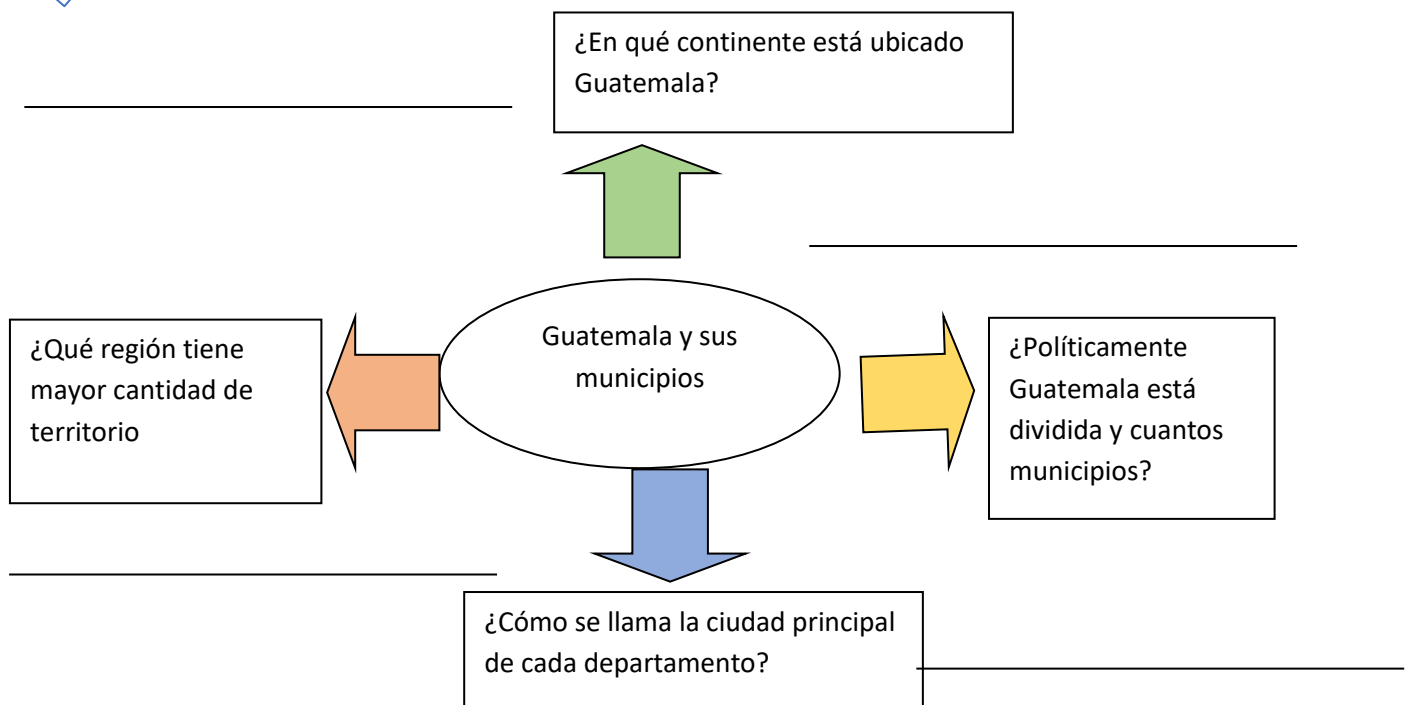 ¿En qué continente está ubicado
Guatemala?
Guatemala y sus
municipios
¿Qué región tiene
mayor cantidad de
territorio
¿Políticamente
Guatemala está
dividida y cuantos
municipios?
¿Cómo se llama la ciudad principal
de cada departamento?